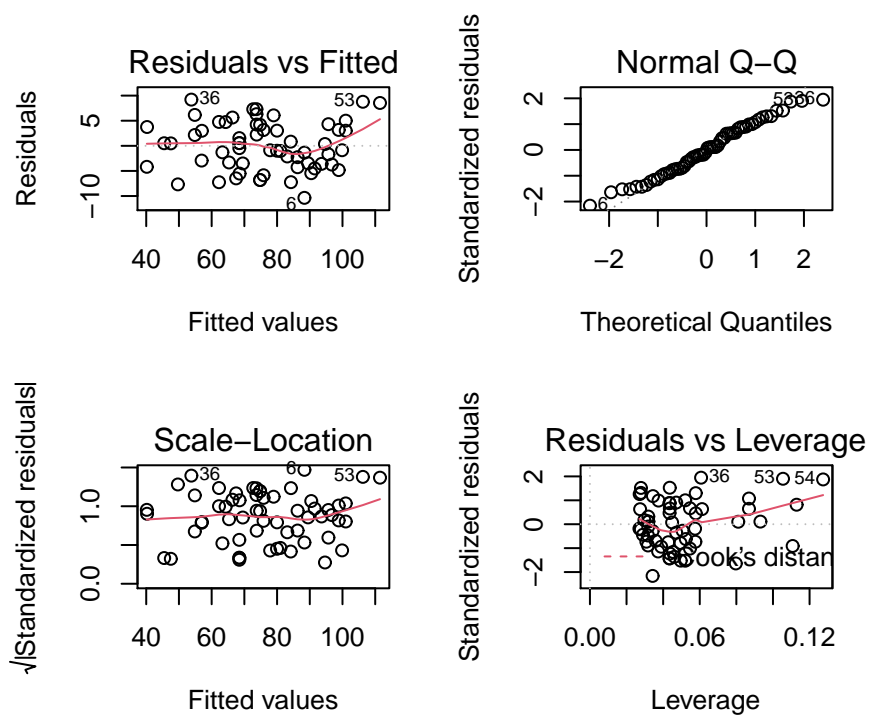 Residuals vs Fitted
Residuals
5
−10
36
53
6
40 60 80 100
Fitted values
Normal Q−Q
Standardized residuals
2
0
−2
5336
6
−2 0 1 2
Theoretical Quantiles
Scale−Location
√|Standardized residuals|
1.0
0.0
36
6
53
40 60 80 100
Fitted values
Residuals vs Leverage
Standardized residuals
2
0
−2
36
53
54
Cook's distan
0.00 0.06 0.12
Leverage